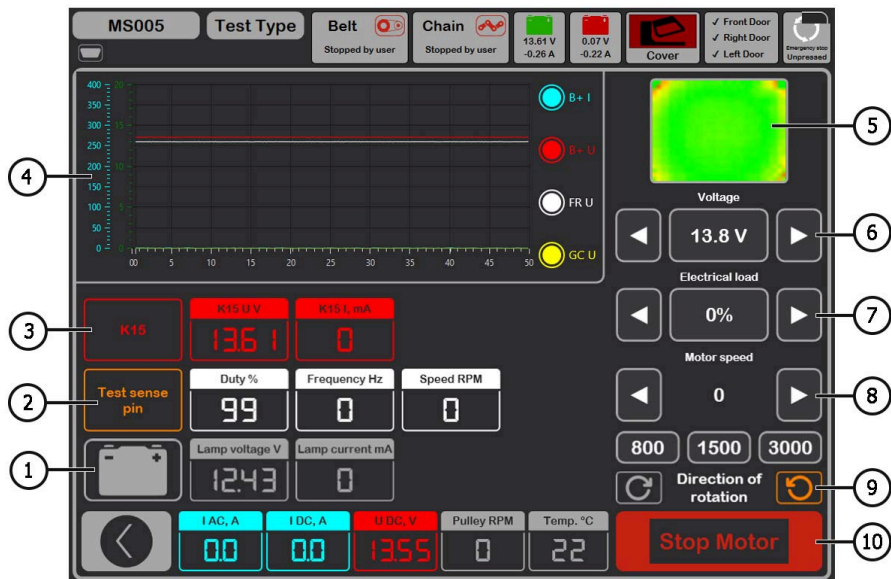 MS005
Test Type
Belt
Stopped by user
Chain
Stopped by user
13.61 V
-0.26 A
0.07 V
-0.22 A
Cover
✓ Front Door
✓ Right Door
✓ Left Door
Emergency stop
Unpressed
400
350
300
250
200
150
100
50
0
20
15
10
5
0
00 5 10 15 20 25 30 35 40 45 50
B+ I
B+ U
FR U
GC U
4
5
Voltage
13.8 V
6
Electrical load
0%
7
Motor speed
0
8
800 1500 3000
Direction of
rotation
9
3
K15
K15 U V
13.61
K15 I, mA
0
2
Test sense
pin
Duty %
99
Frequency Hz
0
Speed RPM
0
1
- +
Lamp voltage V
12.43
Lamp current mA
0
I AC, A
0.0
I DC, A
0.0
U DC, V
13.55
Pulley RPM
0
Temp. °C
22
Stop Motor
10